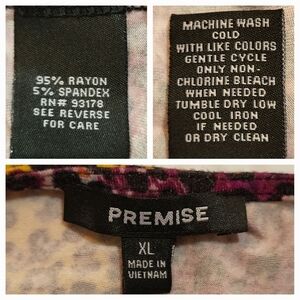 95% RAYON
5% SPANDEX
RN# 93178
SEE REVERSE
FOR CARE
MACHINE WASH
COLD
WITH LIKE COLORS
GENTLE CYCLE
ONLY NON-
CHLORINE BLEACH
WHEN NEEDED
TUMBLE DRY LOW
COOL IRON
IF NEEDED
OR DRY CLEAN
PREMISE
XL
MADE IN
VIETNAM